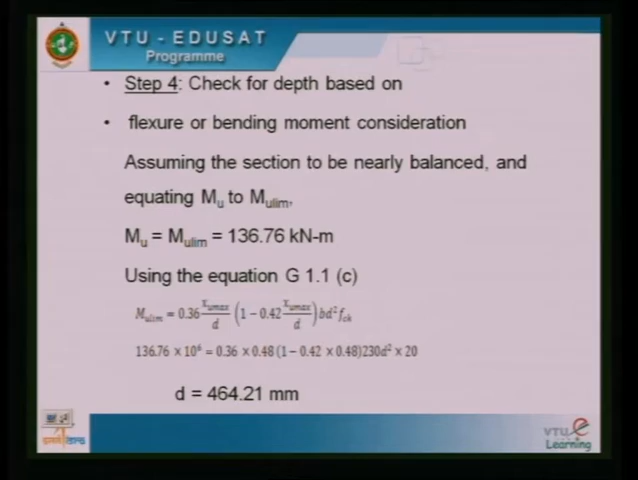 VTU - EDUSAT
Programme
• Step 4: Check for depth based on
• flexure or bending moment consideration
Assuming the section to be nearly balanced, and
equating Mu to Mulim,
Mu = Mulim = 136.76 kN-m
Using the equation G 1.1 (c)
Mulim = 0.36 xumax/d (1 − 0.42 xumax/d) bd² fck
136.76 × 10⁶ = 0.36 × 0.48 (1 − 0.42 × 0.48)230d² × 20
d = 464.21 mm
VTU e
Learning